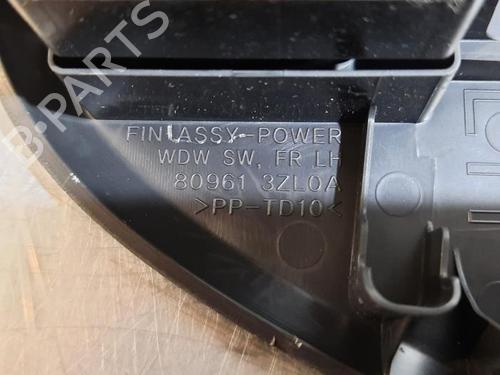 B-PARTS
FIN ASSY-POWER
WDW SW, FR LH
80961 3ZL0A
>PP-TD10<